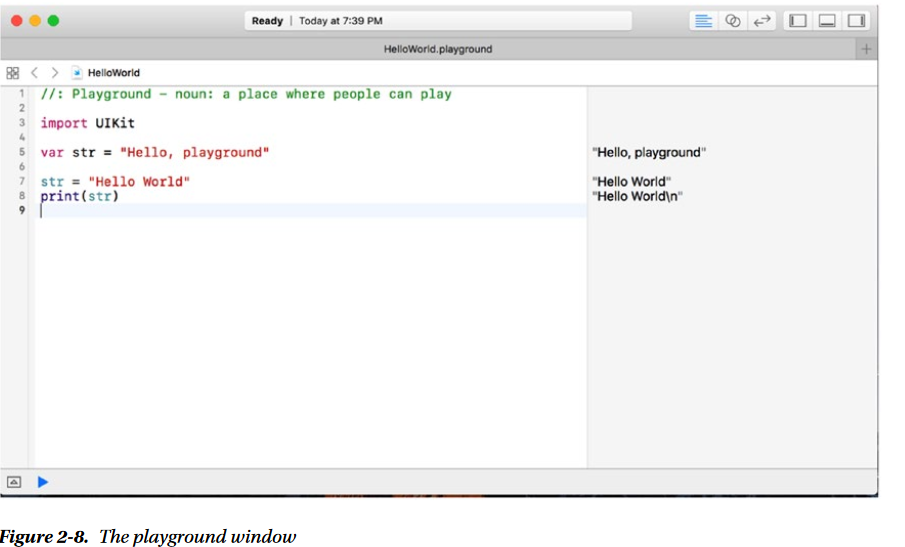 Ready | Today at 7:39 PM
HelloWorld.playground
HelloWorld
1 //: Playground – noun: a place where people can play
2
3 import UIKit
4
5 var str = "Hello, playground" "Hello, playground"
6
7 str = "Hello World" "Hello World"
8 print(str) "Hello World\n"
9
Figure 2-8. The playground window